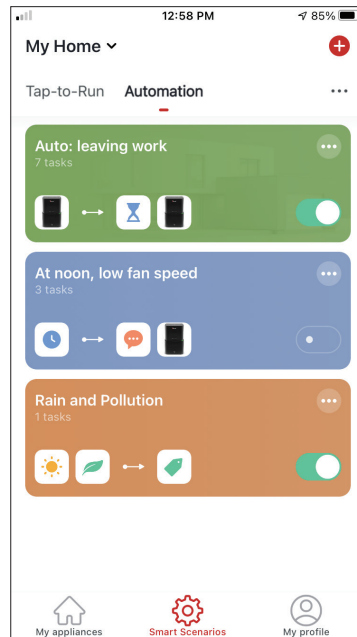 12:58 PM
85%
My Home
Tap-to-Run
Automation
Auto: leaving work
7 tasks
At noon, low fan speed
3 tasks
Rain and Pollution
1 tasks
My appliances
Smart Scenarios
My profile